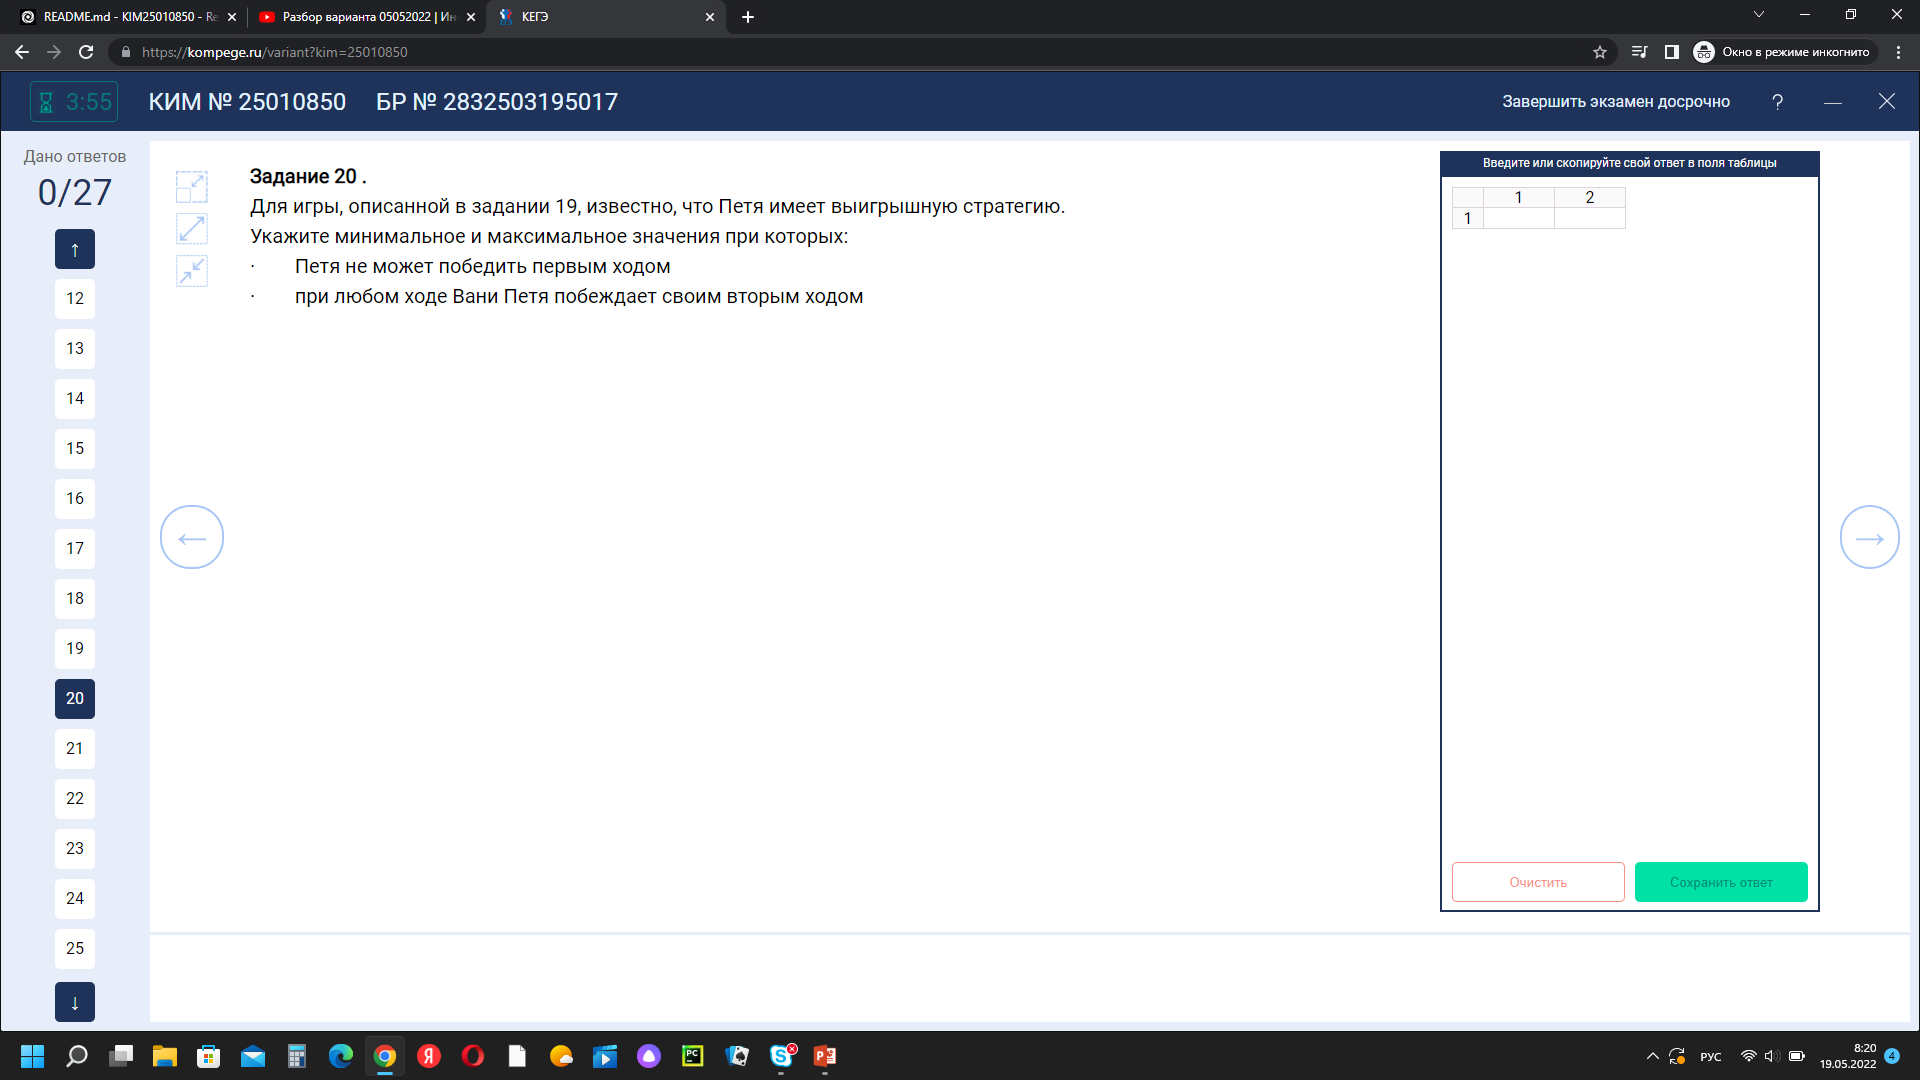 README.md - KIM25010850 - Re
Разбор варианта 05052022 | Ин
КЕГЭ
https://kompege.ru/variant?kim=25010850
Окно в режиме инкогнито
3:55
КИМ № 25010850
БР № 2832503195017
Завершить экзамен досрочно
?
Дано ответов
0/27
↑
12
13
14
15
16
17
18
19
20
21
22
23
24
25
↓
Задание 20 .
Для игры, описанной в задании 19, известно, что Петя имеет выигрышную стратегию.
Укажите минимальное и максимальное значения при которых:
· Петя не может победить первым ходом
· при любом ходе Вани Петя побеждает своим вторым ходом
Введите или скопируйте свой ответ в поля таблицы
1 2
1
Очистить
Сохранить ответ
РУС
8:20
19.05.2022
4